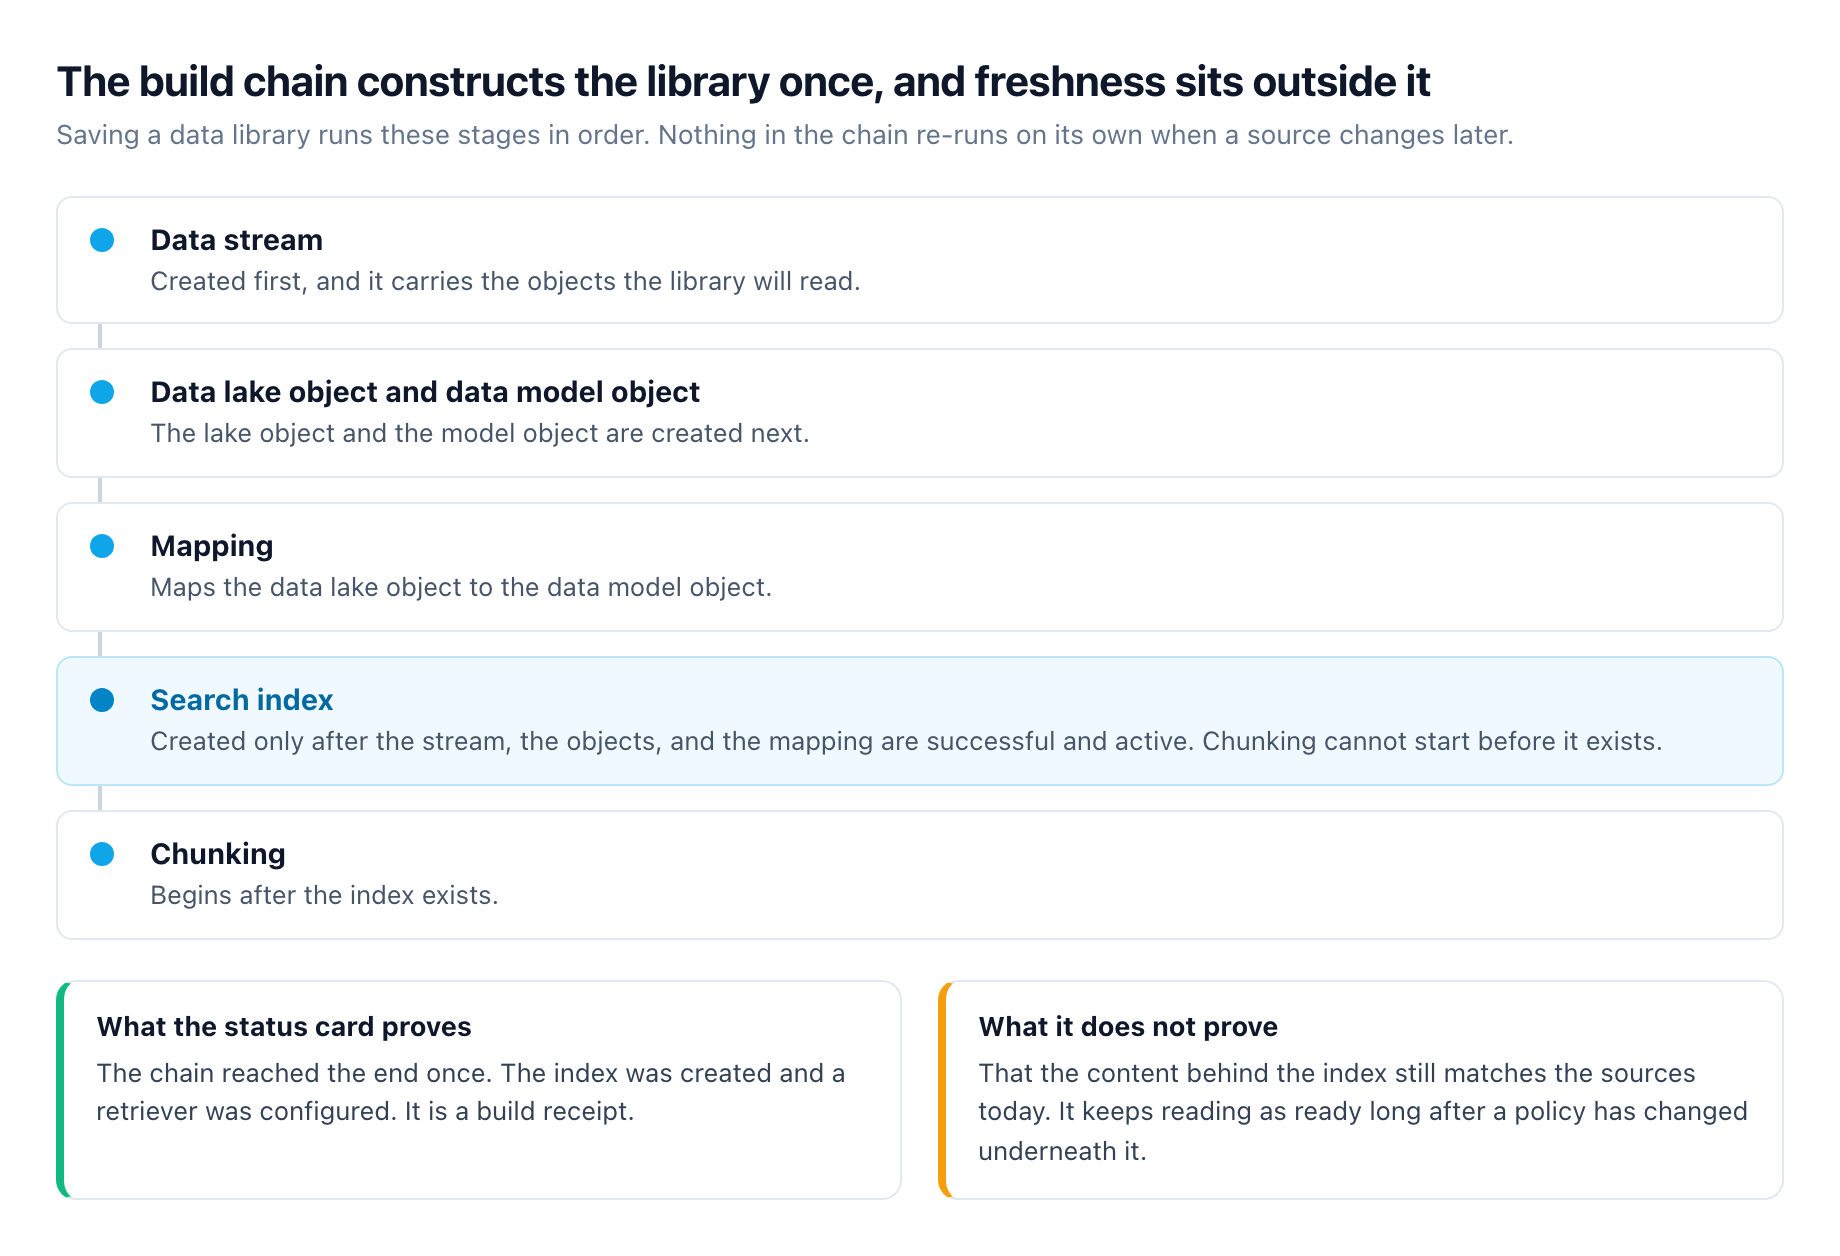 The build chain constructs the library once, and freshness sits outside it
Saving a data library runs these stages in order. Nothing in the chain re-runs on its own when a source changes later.
Data stream
Created first, and it carries the objects the library will read.
Data lake object and data model object
The lake object and the model object are created next.
Mapping
Maps the data lake object to the data model object.
Search index
Created only after the stream, the objects, and the mapping are successful and active. Chunking cannot start before it exists.
Chunking
Begins after the index exists.
What the status card proves
The chain reached the end once. The index was created and a
retriever was configured. It is a build receipt.
What it does not prove
That the content behind the index still matches the sources
today. It keeps reading as ready long after a policy has changed
underneath it.